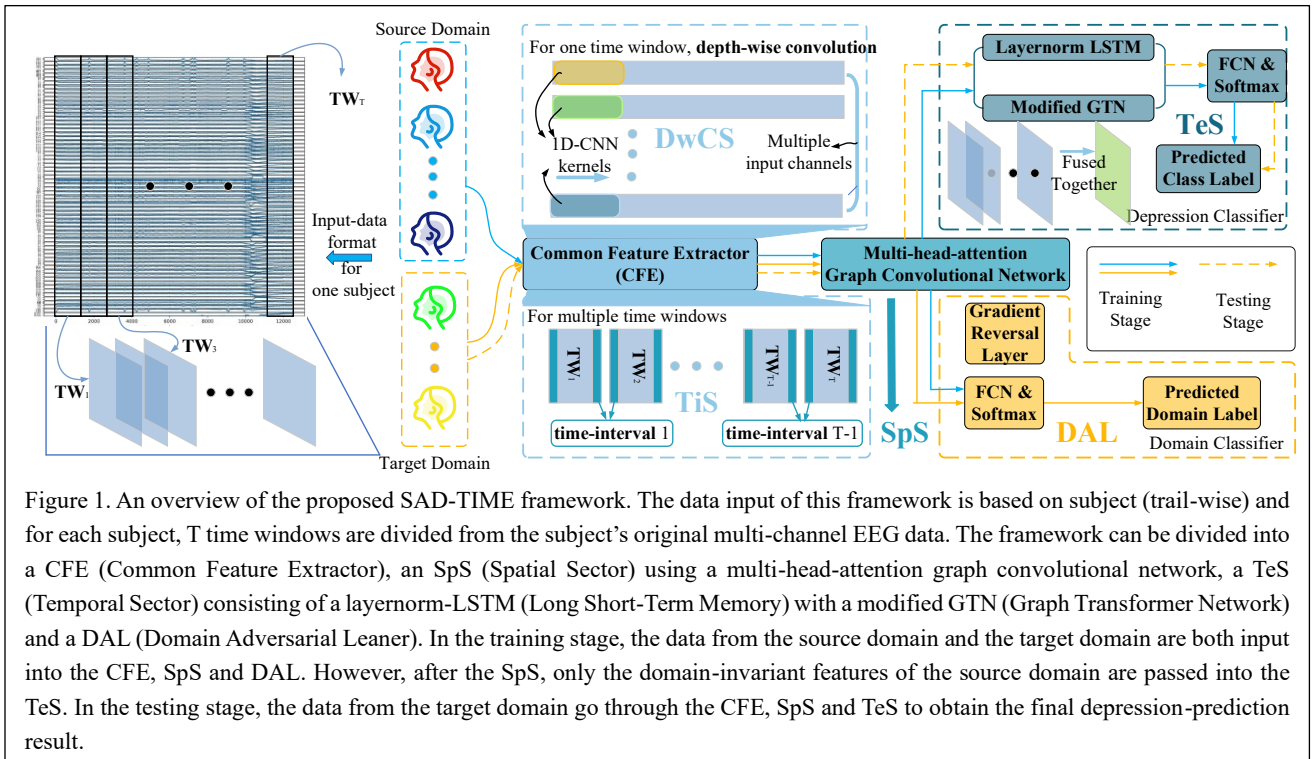 Source Domain
TW_T
Input-data
format
for
one subject
0 2000 4000 6000 8000 10000 12000
TW_3
TW_1
Target Domain
For one time window, depth-wise convolution
DwCS
1D-CNN
kernels
Multiple
input channels
Common Feature Extractor
(CFE)
For multiple time windows
TW_1
TW_2
TW_{T-1}
TW_T
TiS
time-interval 1
time-interval T-1
Multi-head-attention
Graph Convolutional Network
SpS
Layernorm LSTM
Modified GTN
FCN &
Softmax
TeS
Fused
Together
Predicted
Class Label
Depression Classifier
Training
Stage
Testing
Stage
Gradient
Reversal
Layer
FCN &
Softmax
Predicted
Domain Label
DAL
Domain Classifier
Figure 1. An overview of the proposed SAD-TIME framework. The data input of this framework is based on subject (trail-wise) and
for each subject, T time windows are divided from the subject's original multi-channel EEG data. The framework can be divided into
a CFE (Common Feature Extractor), an SpS (Spatial Sector) using a multi-head-attention graph convolutional network, a TeS
(Temporal Sector) consisting of a layernorm-LSTM (Long Short-Term Memory) with a modified GTN (Graph Transformer Network)
and a DAL (Domain Adversarial Leaner). In the training stage, the data from the source domain and the target domain are both input
into the CFE, SpS and DAL. However, after the SpS, only the domain-invariant features of the source domain are passed into the
TeS. In the testing stage, the data from the target domain go through the CFE, SpS and TeS to obtain the final depression-prediction
result.